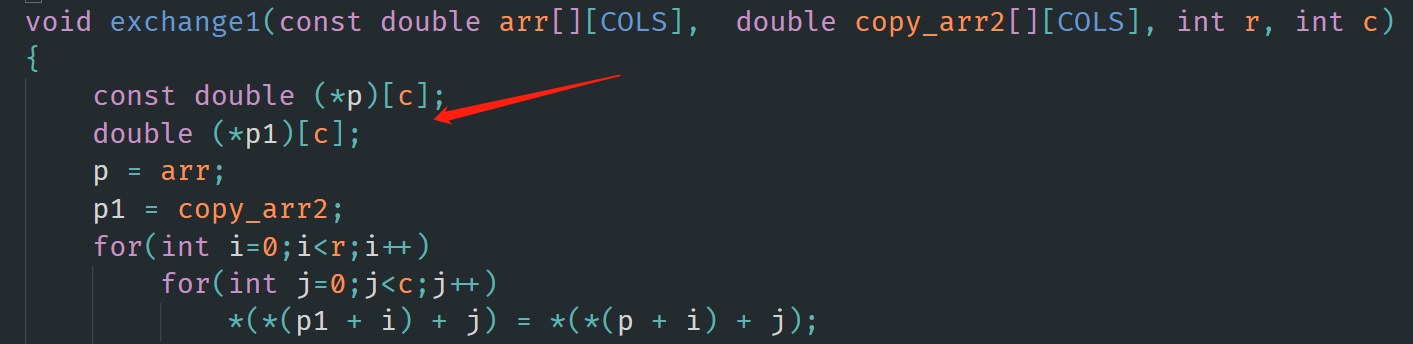 void exchange1(const double arr[][COLS],  double copy_arr2[][COLS], int r, int c)
{
    const double (*p)[c];
    double (*p1)[c];
    p = arr;
    p1 = copy_arr2;
    for(int i=0;i<r;i++)
        for(int j=0;j<c;j++)
            *(*(p1 + i) + j) = *(*(p + i) + j);